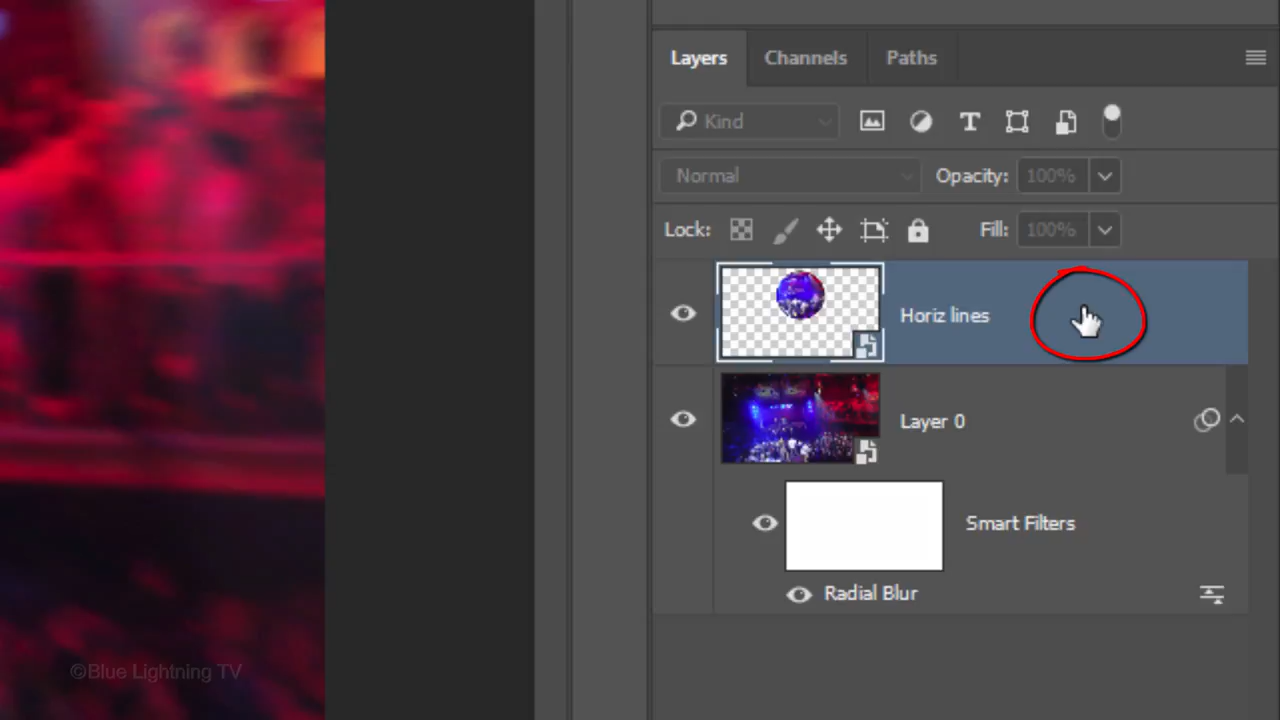 Layers Channels Paths
Kind
Normal Opacity: 100%
Lock: Fill: 100%
Horiz lines
Layer 0
Smart Filters
Radial Blur
©Blue Lightning TV